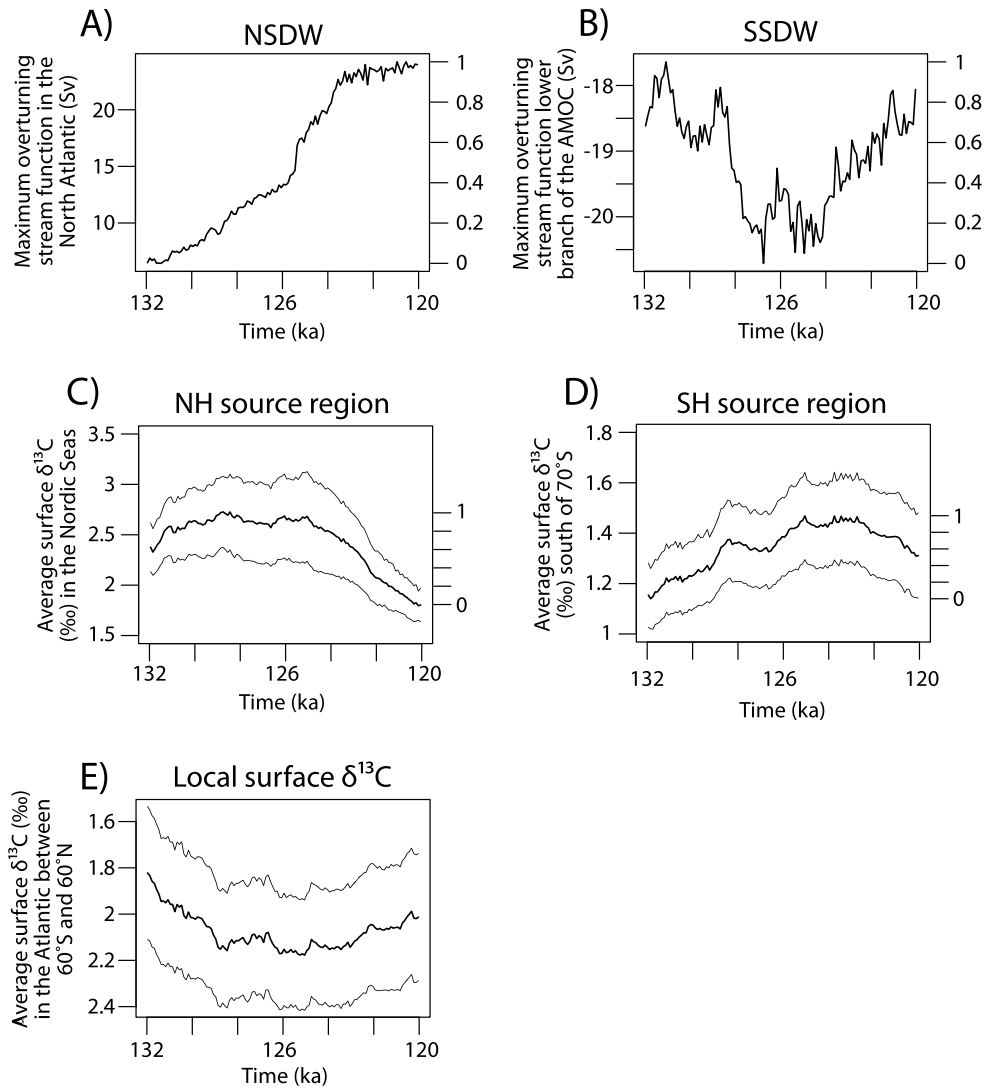 A)
NSDW
Maximum overturning
stream function in the
North Atlantic (Sv)
20
15
10
1
0.8
0.6
0.4
0.2
0
132
126
120
Time (ka)
B)
SSDW
Maximum overturning
stream function lower
branch of the AMOC (Sv)
-18
-19
-20
1
0.8
0.6
0.4
0.2
0
132
126
120
Time (ka)
C)
NH source region
Average surface δ¹³C
(‰) in the Nordic Seas
3.5
3
2.5
2
1.5
1
0
132
126
120
Time (ka)
D)
SH source region
Average surface δ¹³C
(‰) south of 70˚S
1.8
1.6
1.4
1.2
1
1
0
132
126
120
Time (ka)
E)
Local surface δ¹³C
Average surface δ¹³C (‰)
in the Atlantic between
60˚S and 60˚N
1.6
1.8
2
2.2
2.4
132
126
120
Time (ka)